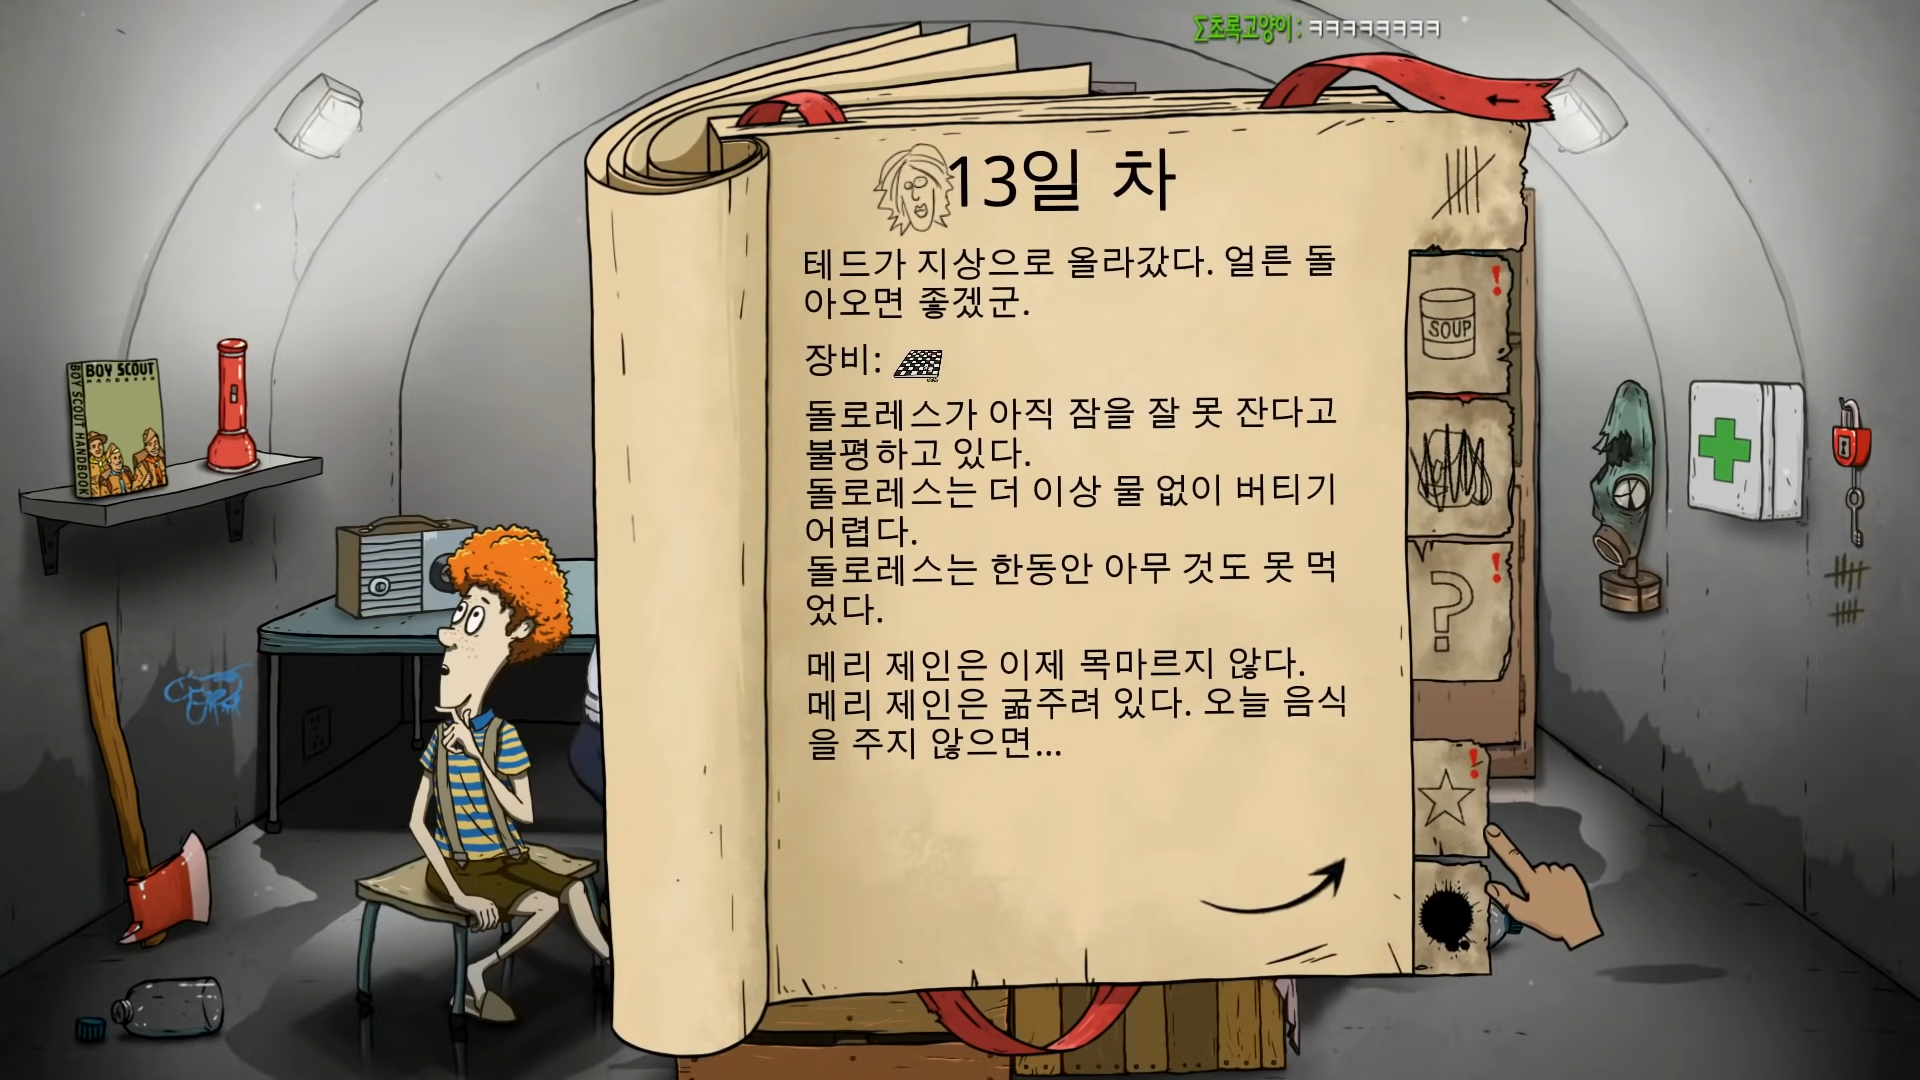 ∑초록고양이 : ㅋㅋㅋㅋㅋㅋㅋㅋ
13일 차
테드가 지상으로 올라갔다. 얼른 돌
아오면 좋겠군.
장비:
돌로레스가 아직 잠을 잘 못 잔다고
불평하고 있다.
돌로레스는 더 이상 물 없이 버티기
어렵다.
돌로레스는 한동안 아무 것도 못 먹
었다.
메리 제인은 이제 목마르지 않다.
메리 제인은 굶주려 있다. 오늘 음식
을 주지 않으면...
!
SOUP
!
?
!
BOY SCOUT
HANDBOOK
BOY SCOUT HANDBOOK